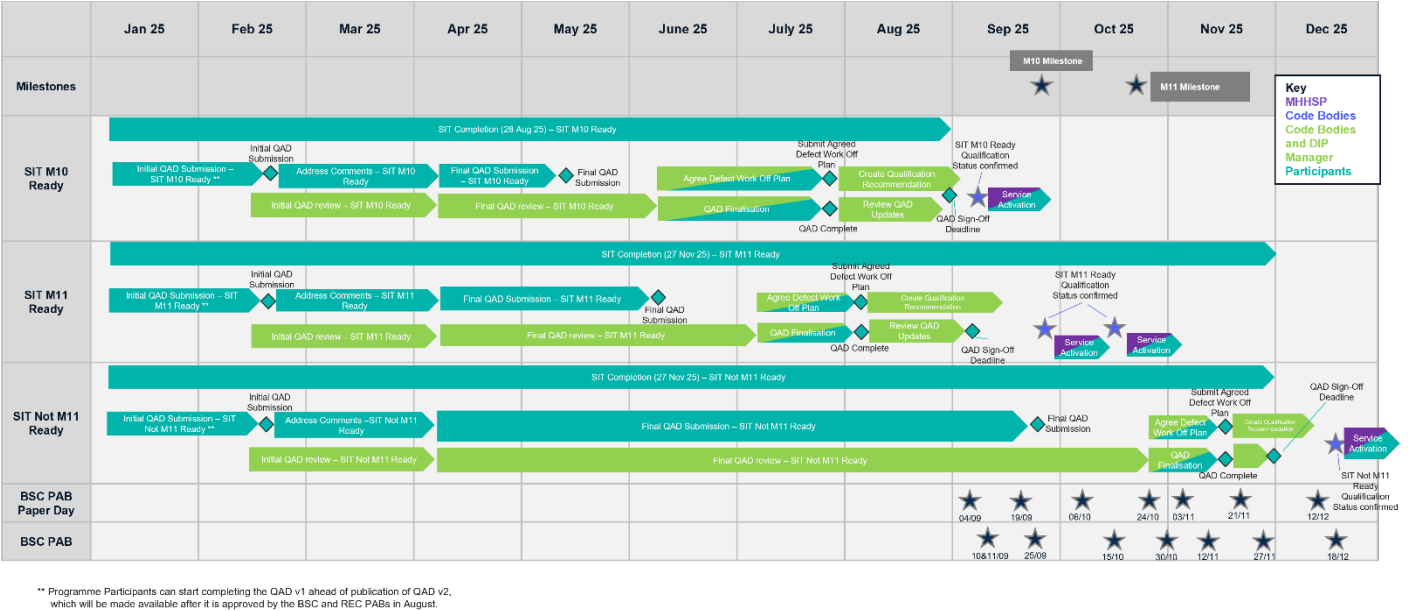 Jan 25
Feb 25
Mar 25
Apr 25
May 25
June 25
July 25
Aug 25
Sep 25
Oct 25
Nov 25
Dec 25
Milestones
M10 Milestone
M11 Milestone
Key
MHHSP
Code Bodies
Code Bodies
and DIP
Manager
Participants
SIT M10
Ready
SIT Completion (28 Aug 25) – SIT M10 Ready
Initial QAD Submission –
SIT M10 Ready **
Initial QAD
Submission
Address Comments – SIT M10
Ready
Final QAD Submission
– SIT M10 Ready
Final QAD
Submission
Agree Defect Work Off Plan
Submit Agreed
Defect Work Off
Plan
Create Qualification
Recommendation
SIT M10 Ready
Qualification
Status confirmed
Service
Activation
Initial QAD review – SIT M10 Ready
Final QAD review – SIT M10 Ready
QAD Finalisation
QAD Complete
Review QAD
Updates
QAD Sign-Off
Deadline
SIT M11
Ready
SIT Completion (27 Nov 25) – SIT M11 Ready
Initial QAD Submission – SIT
M11 Ready **
Initial QAD
Submission
Address Comments – SIT M11
Ready
Final QAD Submission – SIT M11 Ready
Final QAD
Submission
Agree Defect Work
Off Plan
Submit Agreed
Defect Work Off
Plan
Create Qualification
Recommendation
SIT M11 Ready
Qualification
Status confirmed
Initial QAD review – SIT M11 Ready
Final QAD review – SIT M11 Ready
QAD Finalisation
QAD Complete
Review QAD
Updates
QAD Sign-Off
Deadline
Service
Activation
Service
Activation
SIT Not M11
Ready
SIT Completion (27 Nov 25) – SIT Not M11 Ready
Initial QAD Submission – SIT
Not M11 Ready **
Initial QAD
Submission
Address Comments –SIT Not M11
Ready
Final QAD Submission – SIT Not M11 Ready
Final QAD
Submission
Agree Defect
Work Off Plan
Submit Agreed
Defect Work Off
Plan
Create Qualification
Recommendation
QAD Sign-Off
Deadline
Service
Activation
Initial QAD review – SIT Not M11 Ready
Final QAD review – SIT Not M11 Ready
QAD
Finalisation
QAD Complete
SIT Not M11
Ready
Qualification
Status confirmed
BSC PAB
Paper Day
04/09
19/09
06/10
24/10
03/11
21/11
12/12
BSC PAB
10&11/09
25/09
15/10
30/10
12/11
27/11
18/12
** Programme Participants can start completing the QAD v1 ahead of publication of QAD v2,
which will be made available after it is approved by the BSC and REC PABs in August.